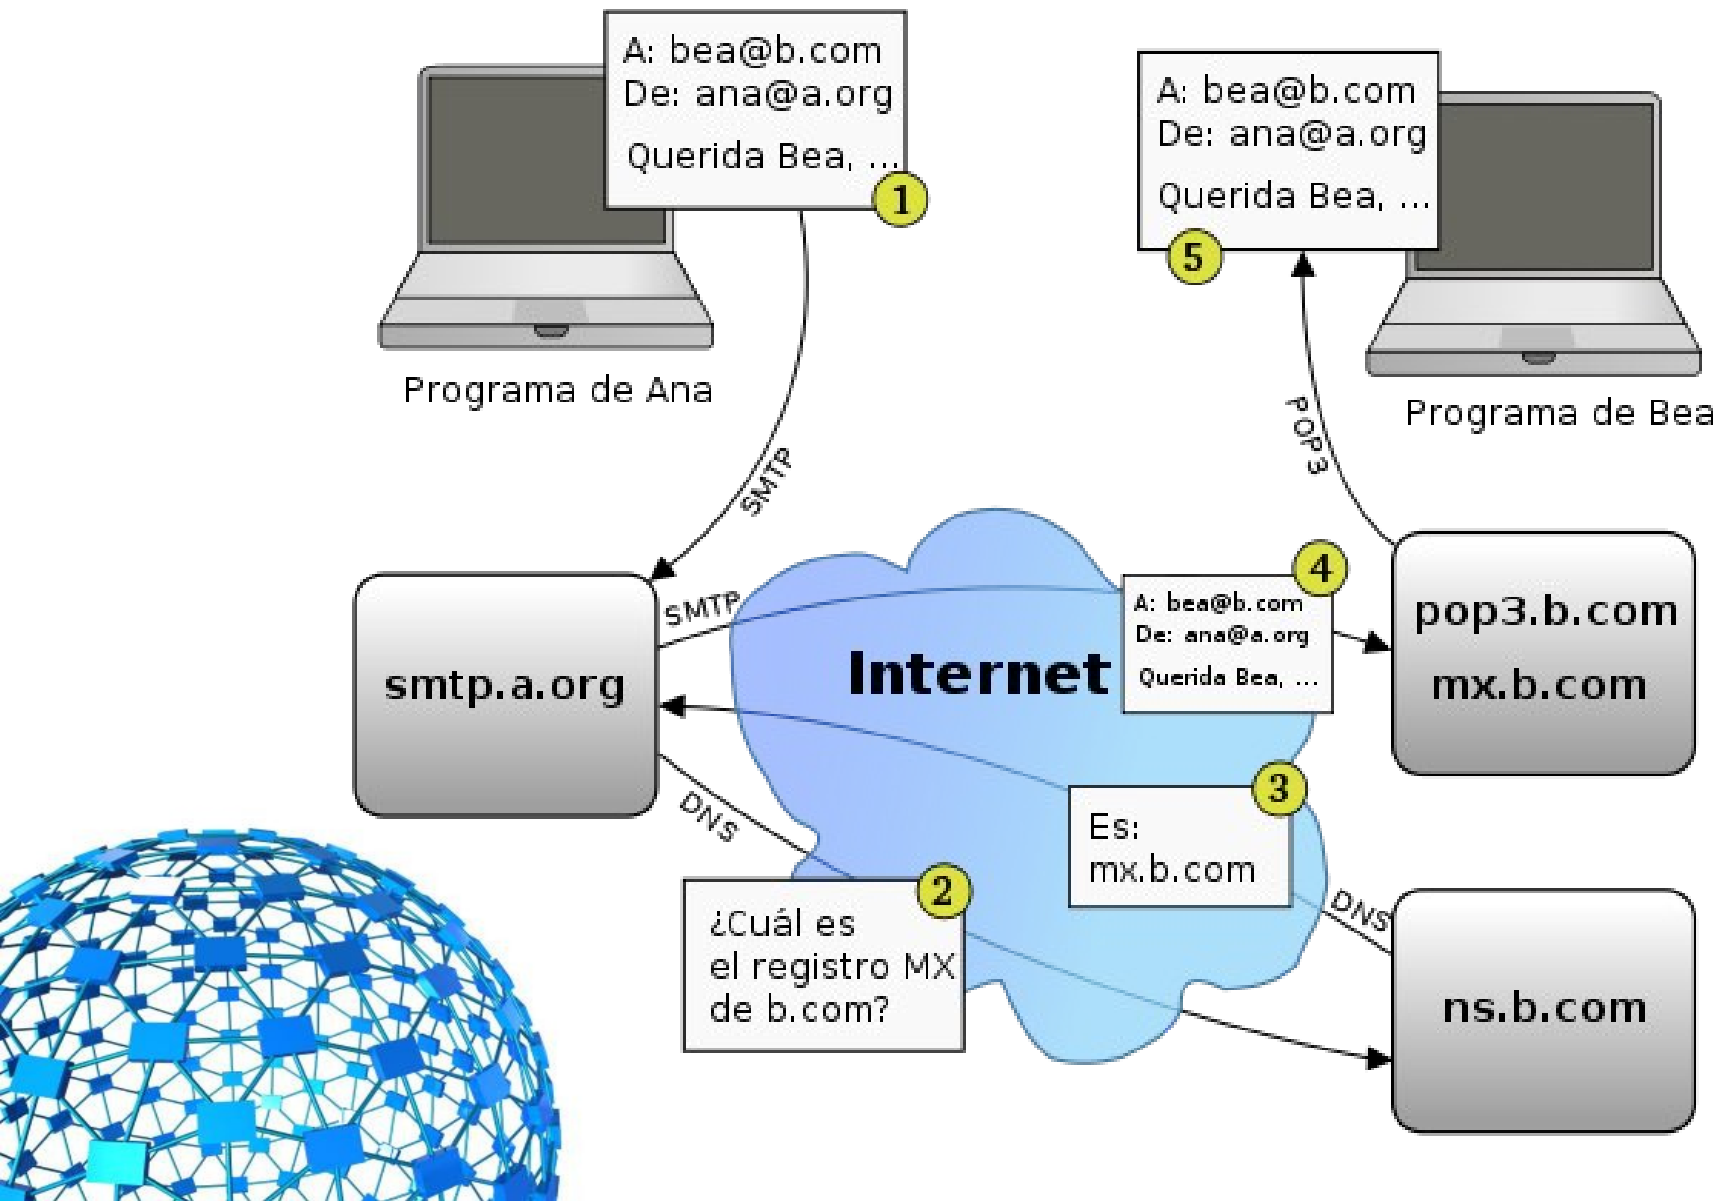 A: bea@b.com
De: ana@a.org
Querida Bea, ...
1
Programa de Ana
A: bea@b.com
De: ana@a.org
Querida Bea, ...
5
Programa de Bea
SMTP
POP3
smtp.a.org
SMTP
Internet
4
A: bea@b.com
De: ana@a.org
Querida Bea, ...
pop3.b.com
mx.b.com
DNS
3
Es:
mx.b.com
2
¿Cuál es
el registro MX
de b.com?
DNS
ns.b.com